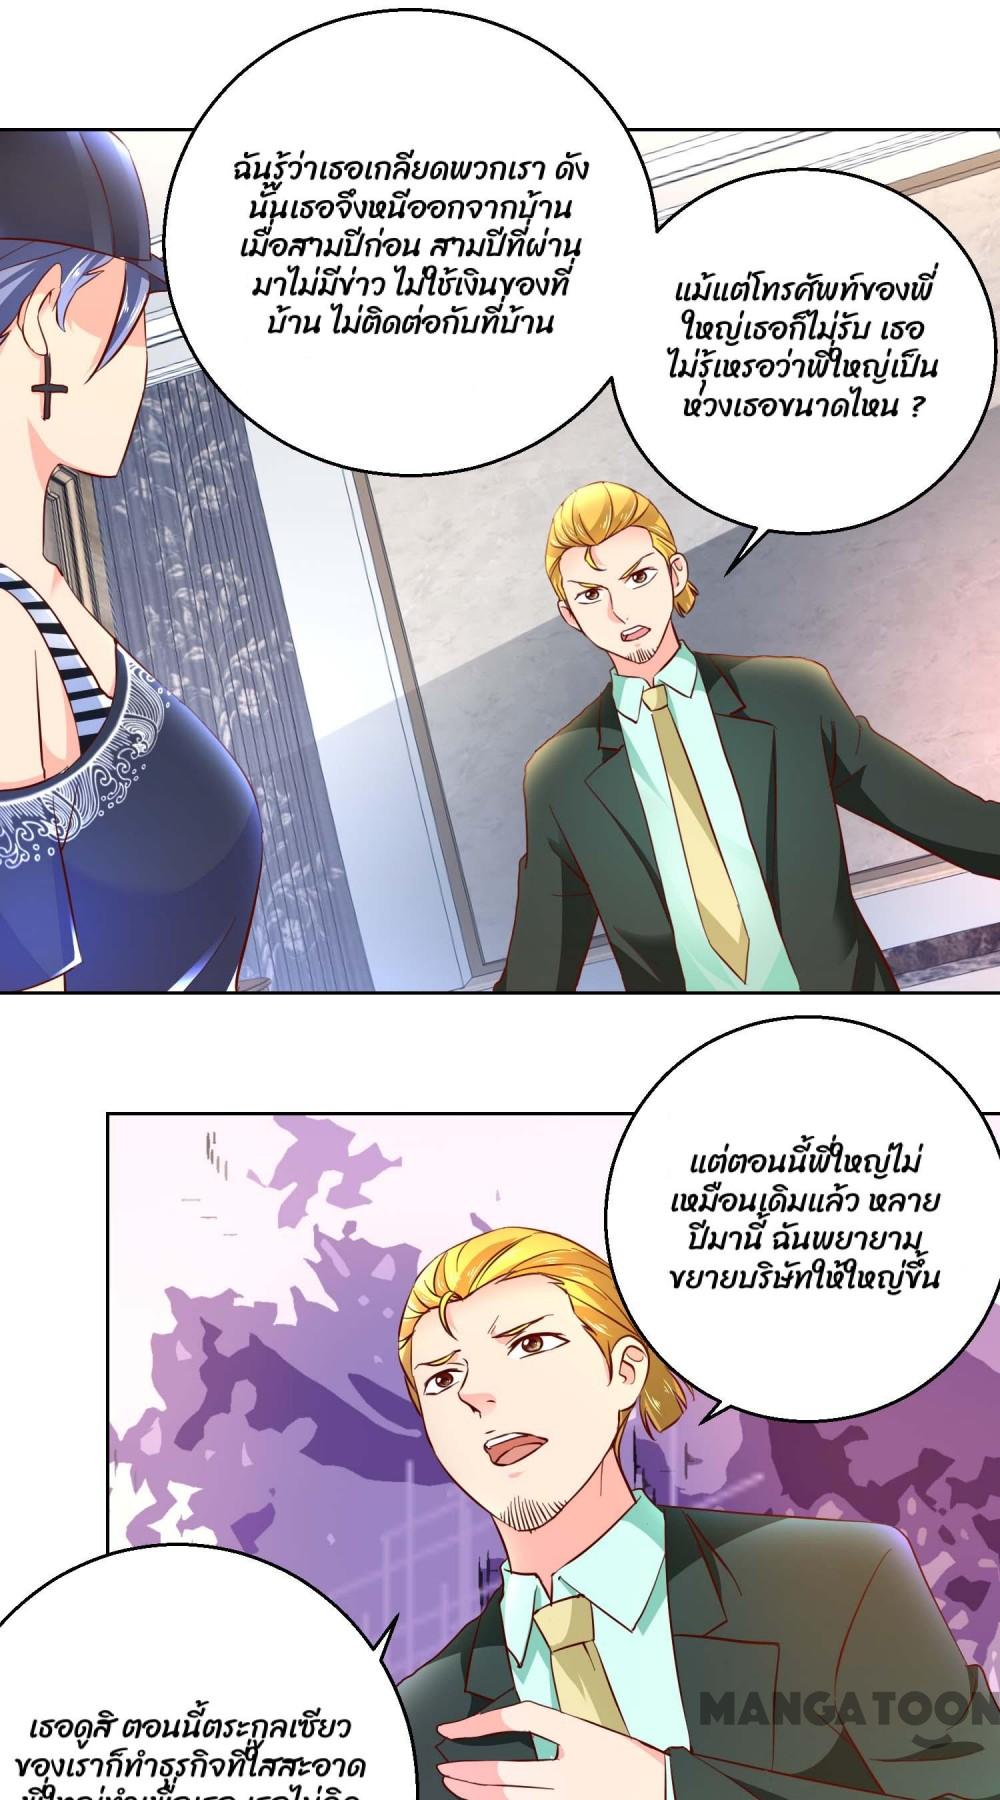 ฉันรู้ว่าเธอเกลียดพวกเรา ดัง
นั้นเธอจึงหนีออกจากบ้าน
เมื่อสามปีก่อน สามปีที่ผ่าน
มาไม่มีข่าว ไม่ใช้เงินของที่
บ้าน ไม่ติดต่อกับที่บ้าน
แม้แต่โทรศัพท์ของพี่
ใหญ่เธอก็ไม่รับ เธอ
ไม่รู้เหรอว่าพี่ใหญ่เป็น
ห่วงเธอขนาดไหน ?
แต่ตอนนี้พี่ใหญ่ไม่
เหมือนเดิมแล้ว หลาย
ปีมานี้ ฉันพยายาม
ขยายบริษัทให้ใหญ่ขึ้น
เธอดูสิ ตอนนี้ตระกูลเซียว
ของเราก็ทำธุรกิจที่ใสสะอาด
MANGATOON